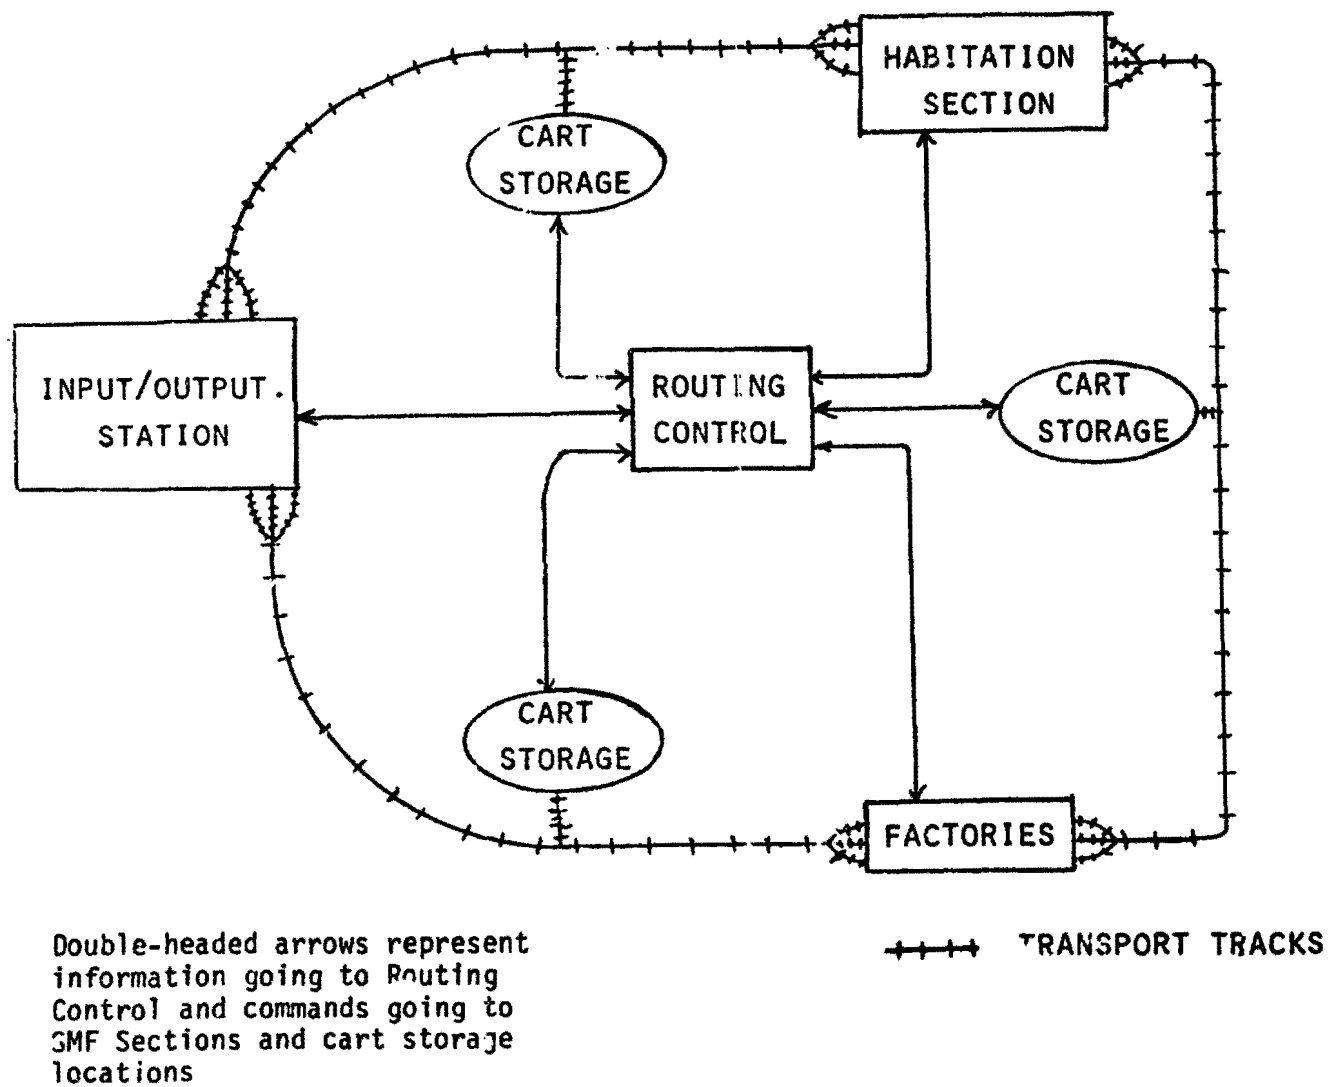 HABITATION
SECTION
CART
STORAGE
INPUT/OUTPUT.
STATION
ROUTING
CONTROL
CART
STORAGE
CART
STORAGE
FACTORIES
Double-headed arrows represent
information going to Routing
Control and commands going to
SMF Sections and cart storage
locations
TRANSPORT TRACKS